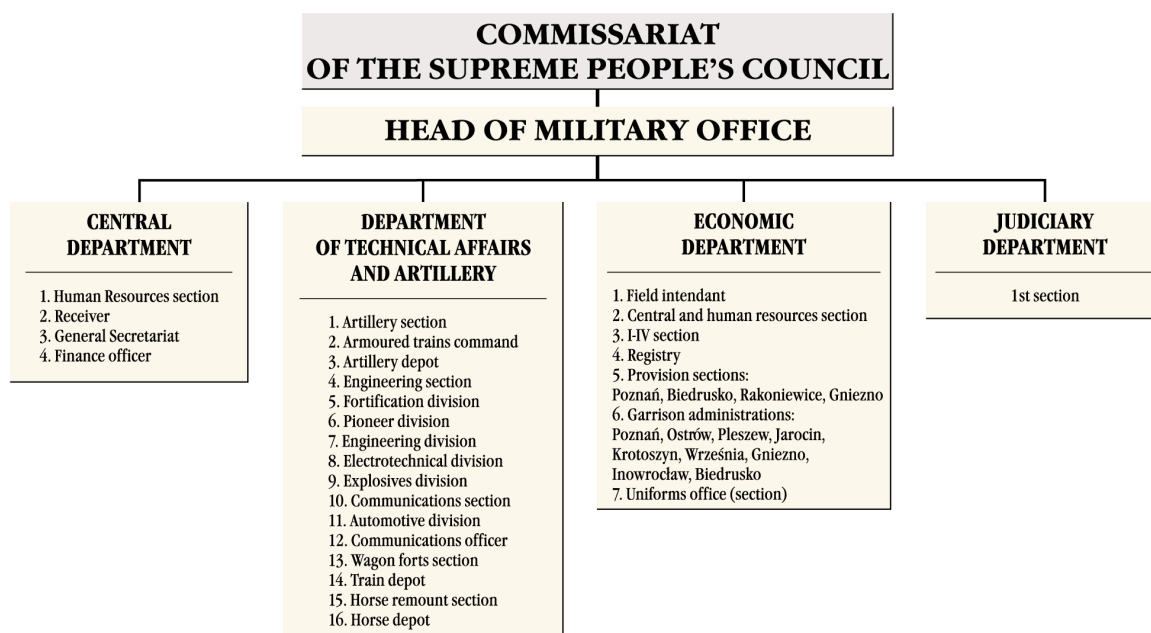 COMMISSARIAT
OF THE SUPREME PEOPLE'S COUNCIL
HEAD OF MILITARY OFFICE
CENTRAL
DEPARTMENT
1. Human Resources section
2. Receiver
3. General Secretariat
4. Finance officer
DEPARTMENT
OF TECHNICAL AFFAIRS
AND ARTILLERY
1. Artillery section
2. Armoured trains command
3. Artillery depot
4. Engineering section
5. Fortification division
6. Pioneer division
7. Engineering division
8. Electrotechnical division
9. Explosives division
10. Communications section
11. Automotive division
12. Communications officer
13. Wagon forts section
14. Train depot
15. Horse remount section
16. Horse depot
ECONOMIC
DEPARTMENT
1. Field intendant
2. Central and human resources section
3. I-IV section
4. Registry
5. Provision sections:
Poznań, Biedrusko, Rakoniewice, Gniezno
6. Garrison administrations:
Poznań, Ostrów, Pleszew, Jarocin,
Krotoszyn, Września, Gniezno,
Inowrocław, Biedrusko
7. Uniforms office (section)
JUDICIARY
DEPARTMENT
1st section